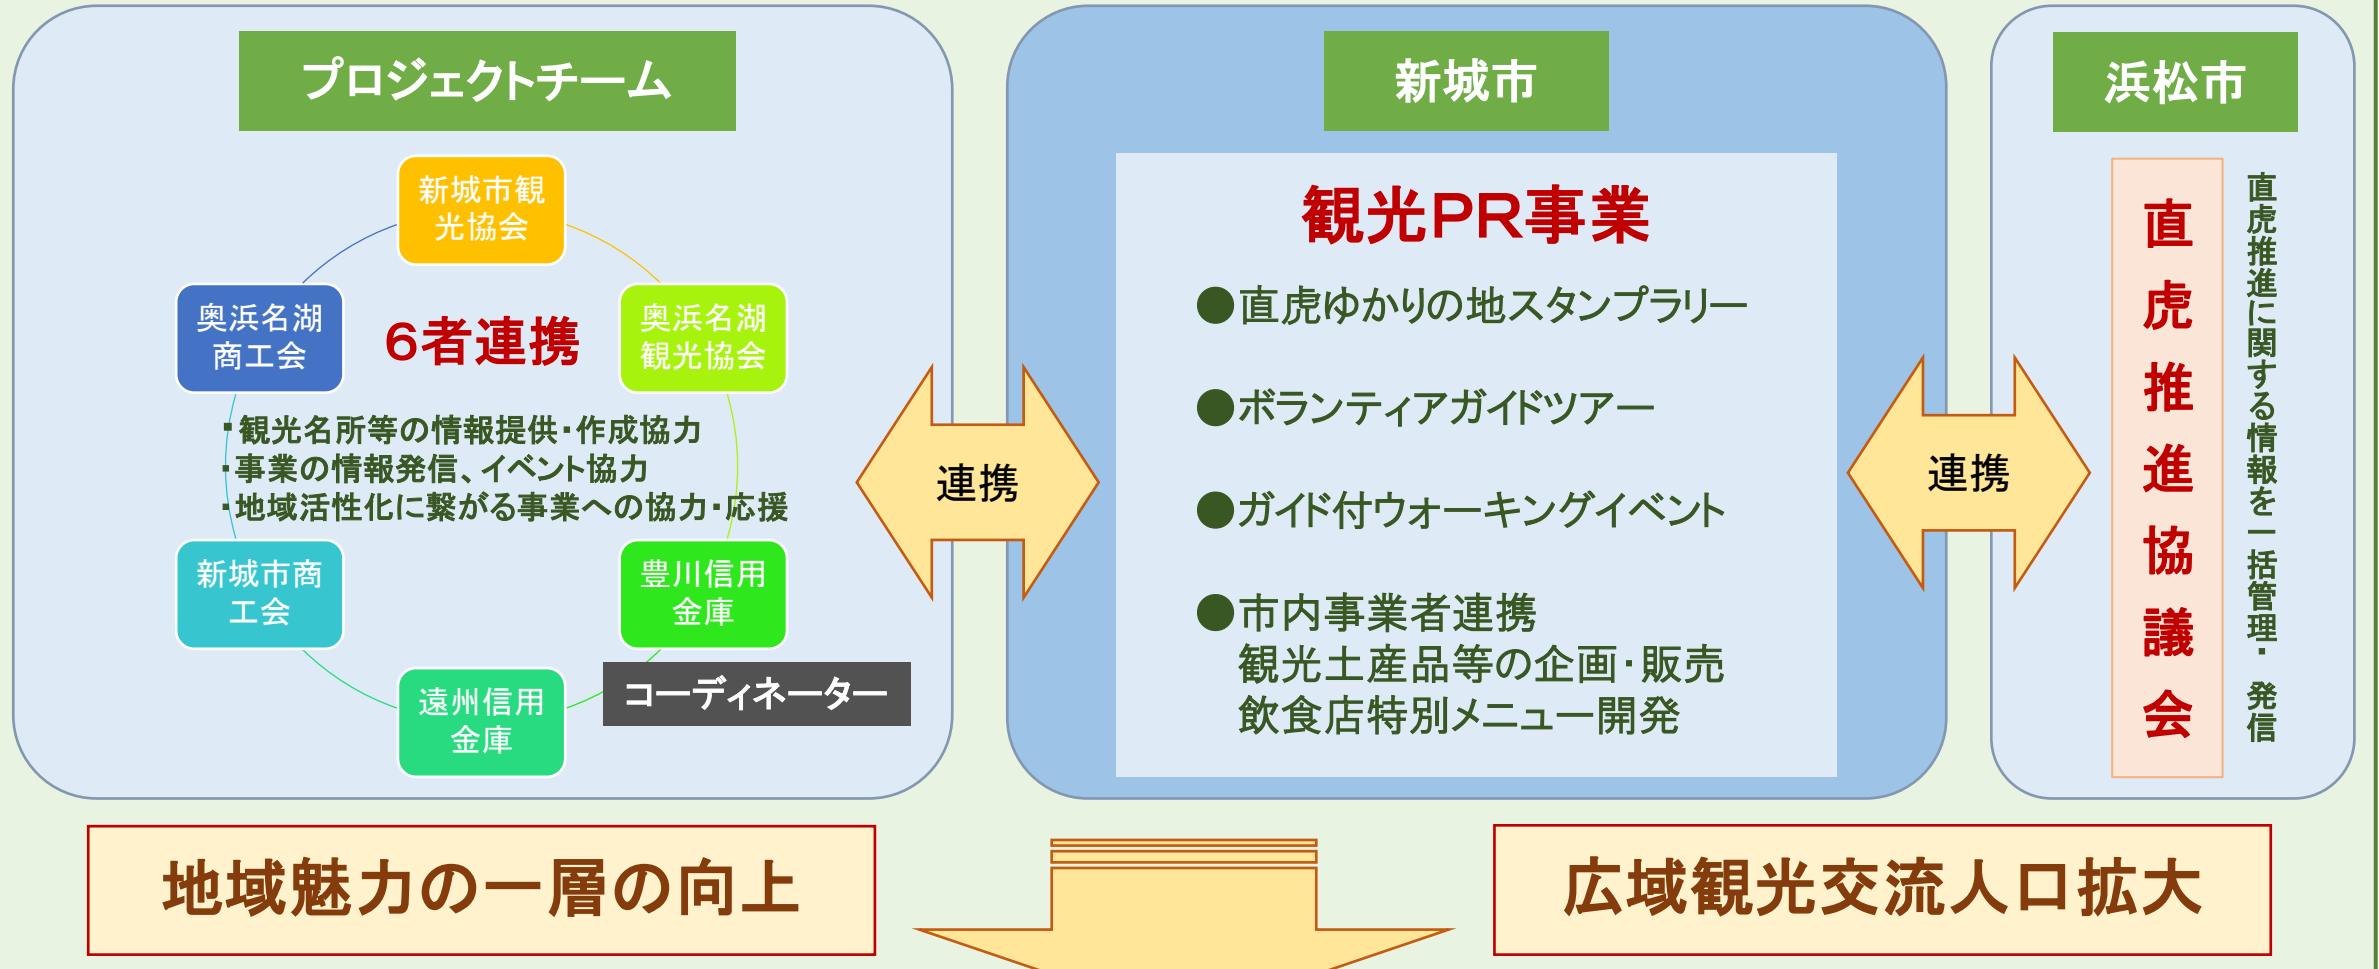 プロジェクトチーム
新城市観
光協会
奥浜名湖
商工会
6者連携
奥浜名湖
観光協会
・観光名所等の情報提供・作成協力
・事業の情報発信、イベント協力
・地域活性化に繋がる事業への協力・応援
新城市商
工会
豊川信用
金庫
遠州信用
金庫
コーディネーター
連携
新城市
観光PR事業
●直虎ゆかりの地スタンプラリー
●ボランティアガイドツアー
●ガイド付ウォーキングイベント
●市内事業者連携
観光土産品等の企画・販売
飲食店特別メニュー開発
連携
浜松市
直虎推進協議会
直虎推進に関する情報を一括管理・発信
地域魅力の一層の向上
広域観光交流人口拡大